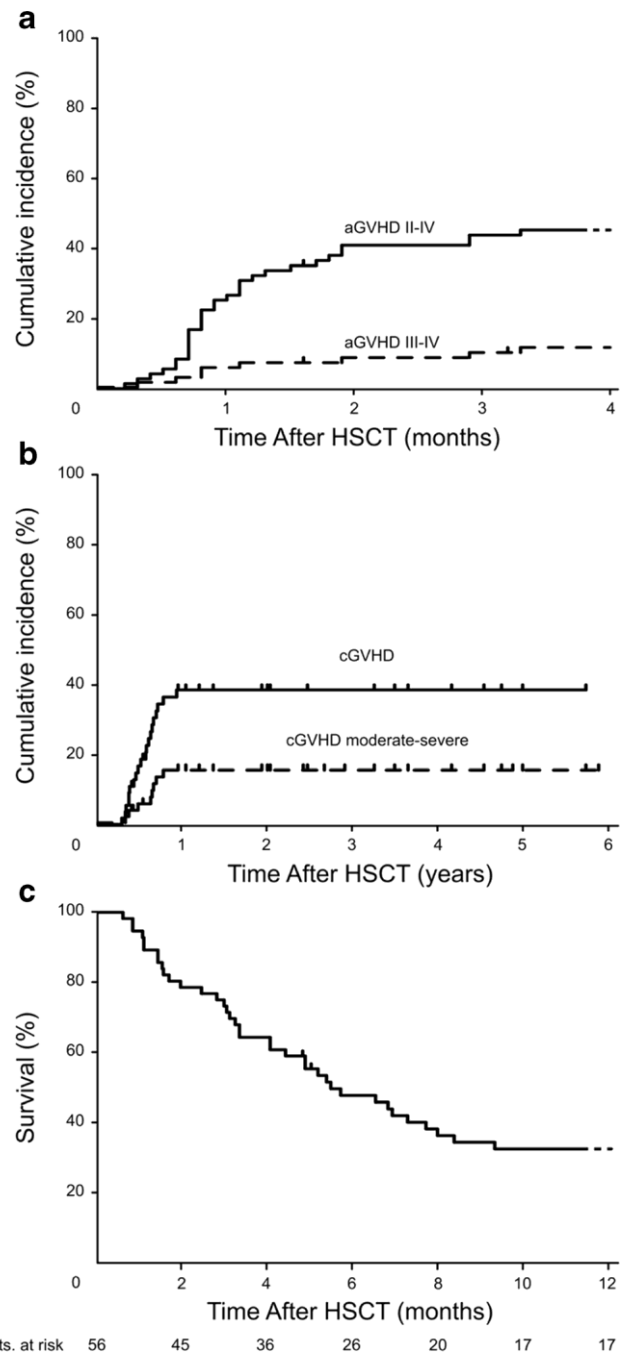 a
100
80
60
40
20
0
Cumulative incidence (%)
aGVHD II-IV
aGVHD III-IV
1 2 3 4
Time After HSCT (months)
b
100
80
60
40
20
0
Cumulative incidence (%)
cGVHD
cGVHD moderate-severe
1 2 3 4 5 6
Time After HSCT (years)
c
100
80
60
40
20
0
Survival (%)
2 4 6 8 10 12
Time After HSCT (months)
ts. at risk 56 45 36 26 20 17 17